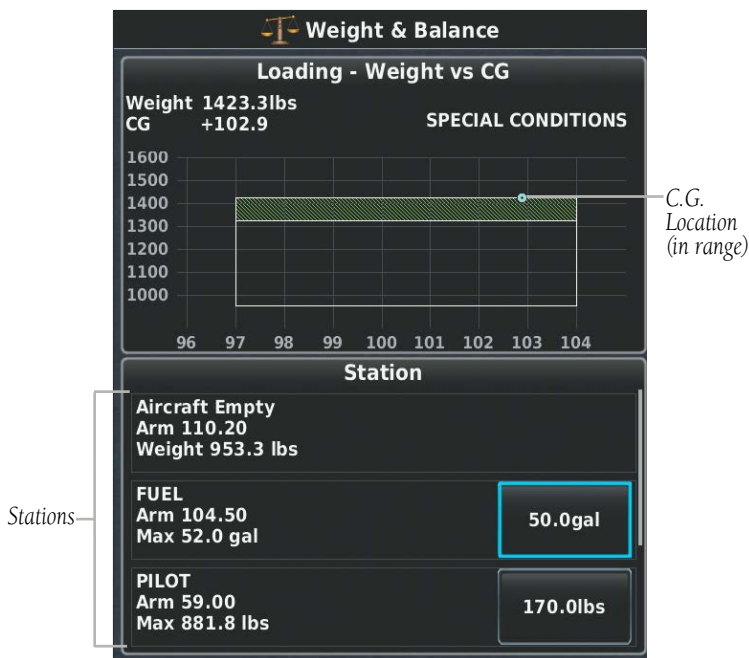 Weight & Balance
Loading - Weight vs CG
Weight 1423.3lbs
CG +102.9
SPECIAL CONDITIONS
1600
1500
1400
1300
1200
1100
1000
96 97 98 99 100 101 102 103 104
C.G.
Location
(in range)
Station
Aircraft Empty
Arm 110.20
Weight 953.3 lbs
Stations
FUEL
Arm 104.50
Max 52.0 gal
50.0gal
PILOT
Arm 59.00
Max 881.8 lbs
170.0lbs